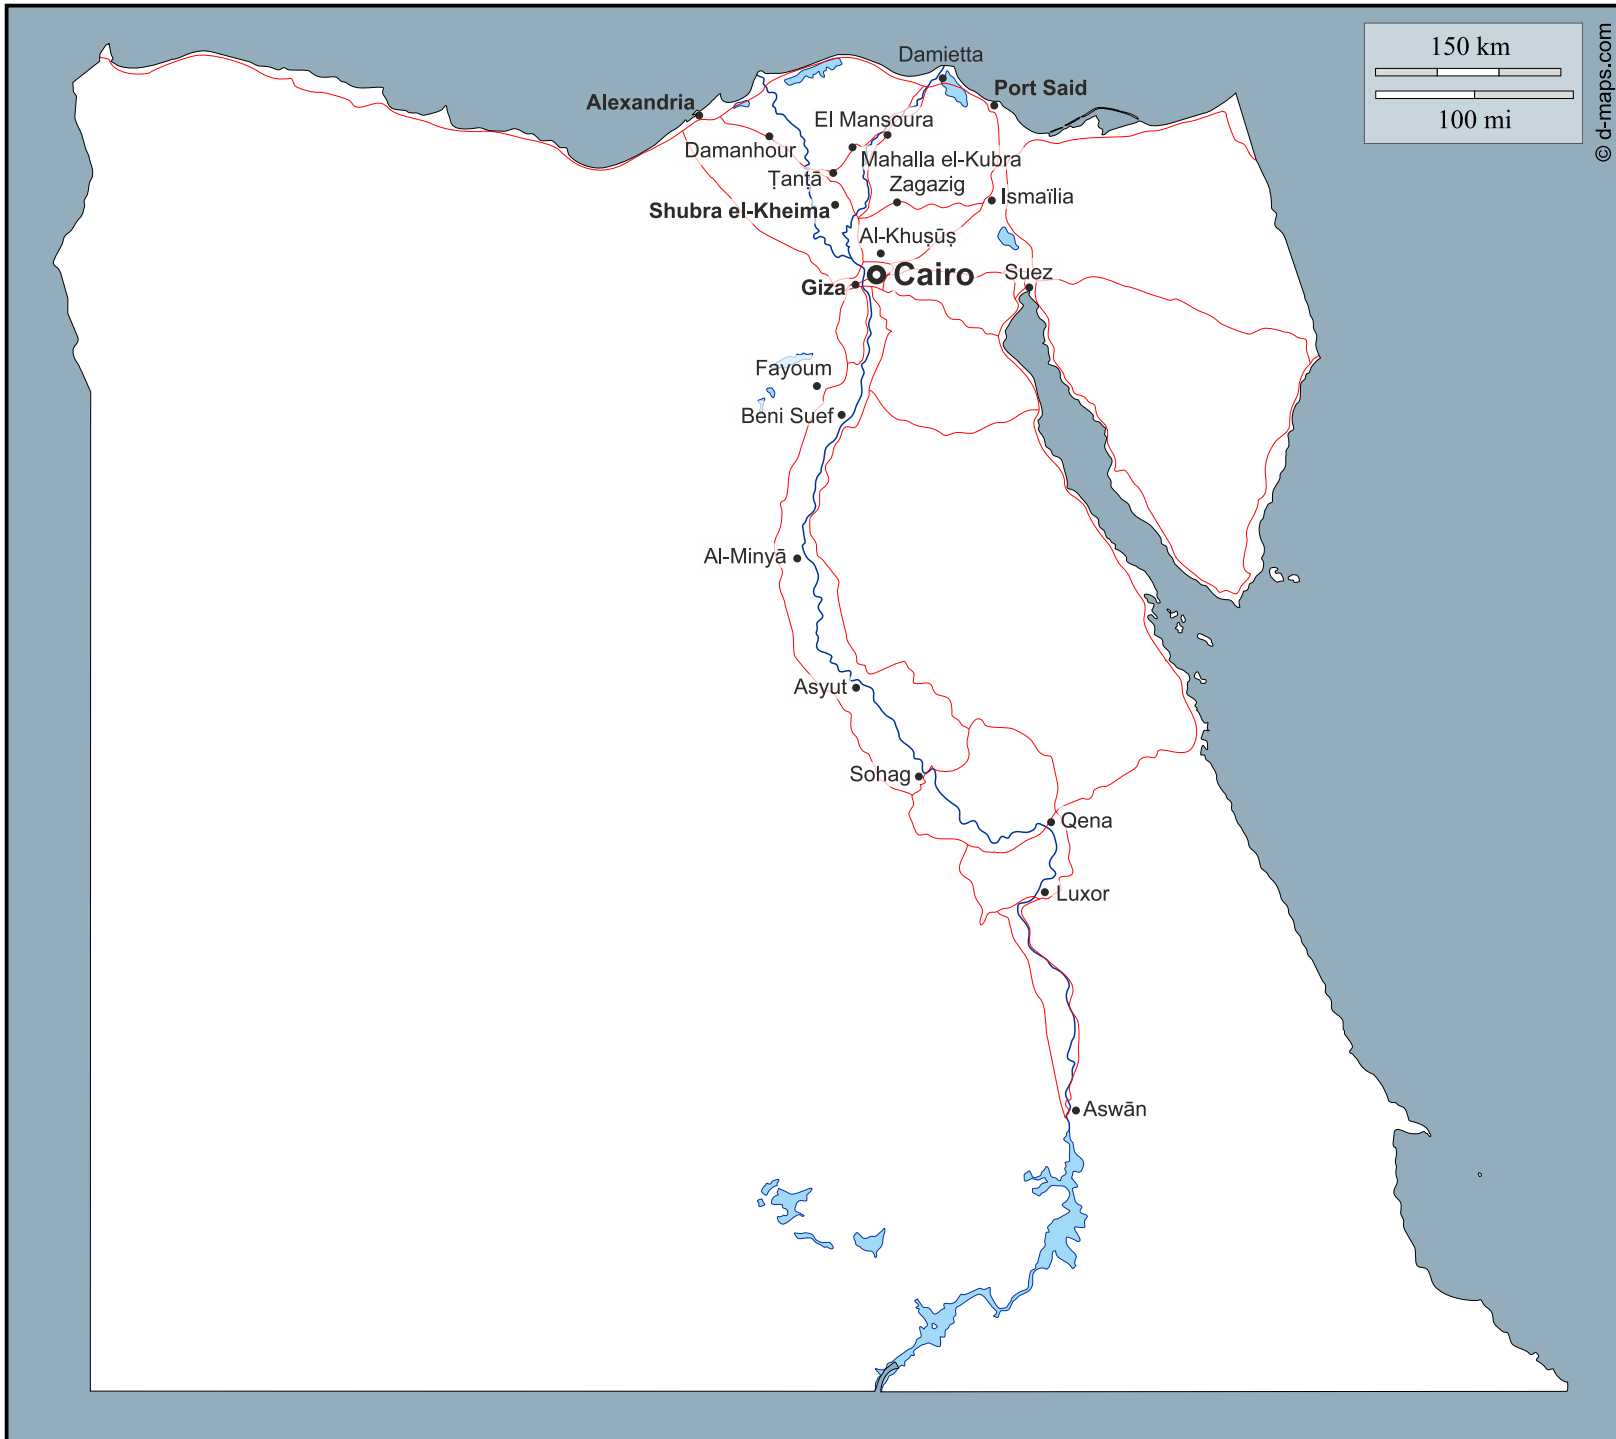 Damietta
150 km
100 mi
© d-maps.com
Port Said
Alexandria
El Mansoura
Damanhour
Mahalla el-Kubra
Ṭanṭā
Zagazig
Ismaïlia
Shubra el-Kheima
Al-Khuṣūṣ
Cairo
Suez
Giza
Fayoum
Beni Suef
Al-Minyā
Asyut
Sohag
Qena
Luxor
Aswān